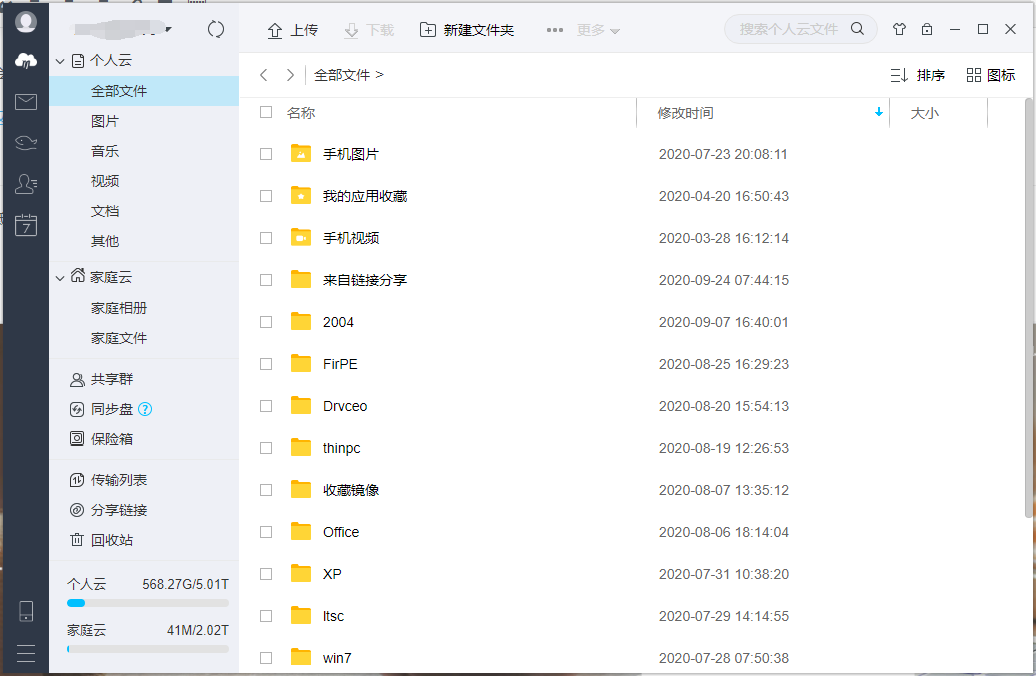 上传 下载 新建文件夹 更多 搜索个人云文件
个人云
全部文件
图片
音乐
视频
文档
其他
家庭云
家庭相册
家庭文件
共享群
同步盘 ?
保险箱
传输列表
分享链接
回收站
个人云 568.27G/5.01T
家庭云 41M/2.02T
7
全部文件 > 排序 图标
名称 修改时间 大小
手机图片 2020-07-23 20:08:11
我的应用收藏 2020-04-20 16:50:43
手机视频 2020-03-28 16:12:14
来自链接分享 2020-09-24 07:44:15
2004 2020-09-07 16:40:01
FirPE 2020-08-25 16:29:23
Drvceo 2020-08-20 15:54:13
thinpc 2020-08-19 12:26:53
收藏镜像 2020-08-07 13:35:12
Office 2020-08-06 18:14:04
XP 2020-07-31 10:38:20
ltsc 2020-07-29 14:14:55
win7 2020-07-28 07:50:38